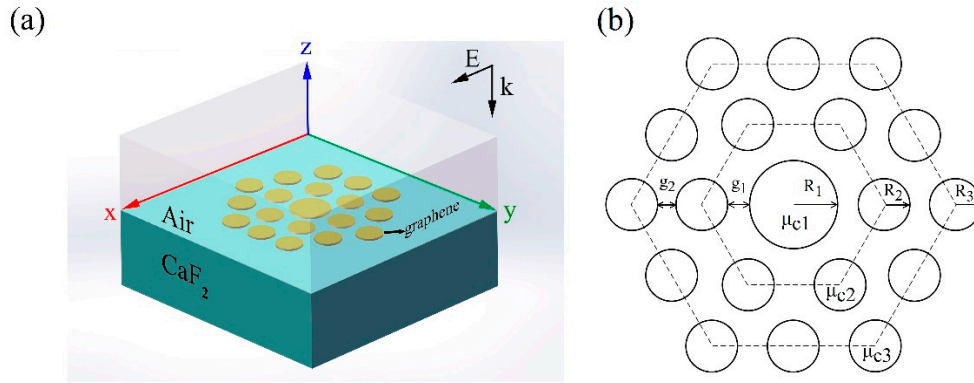 (a)
z
E
k
x
y
Air
graphene
CaF2
(b)
g2
g1
R1
R2
R3
μc1
μc2
μc3